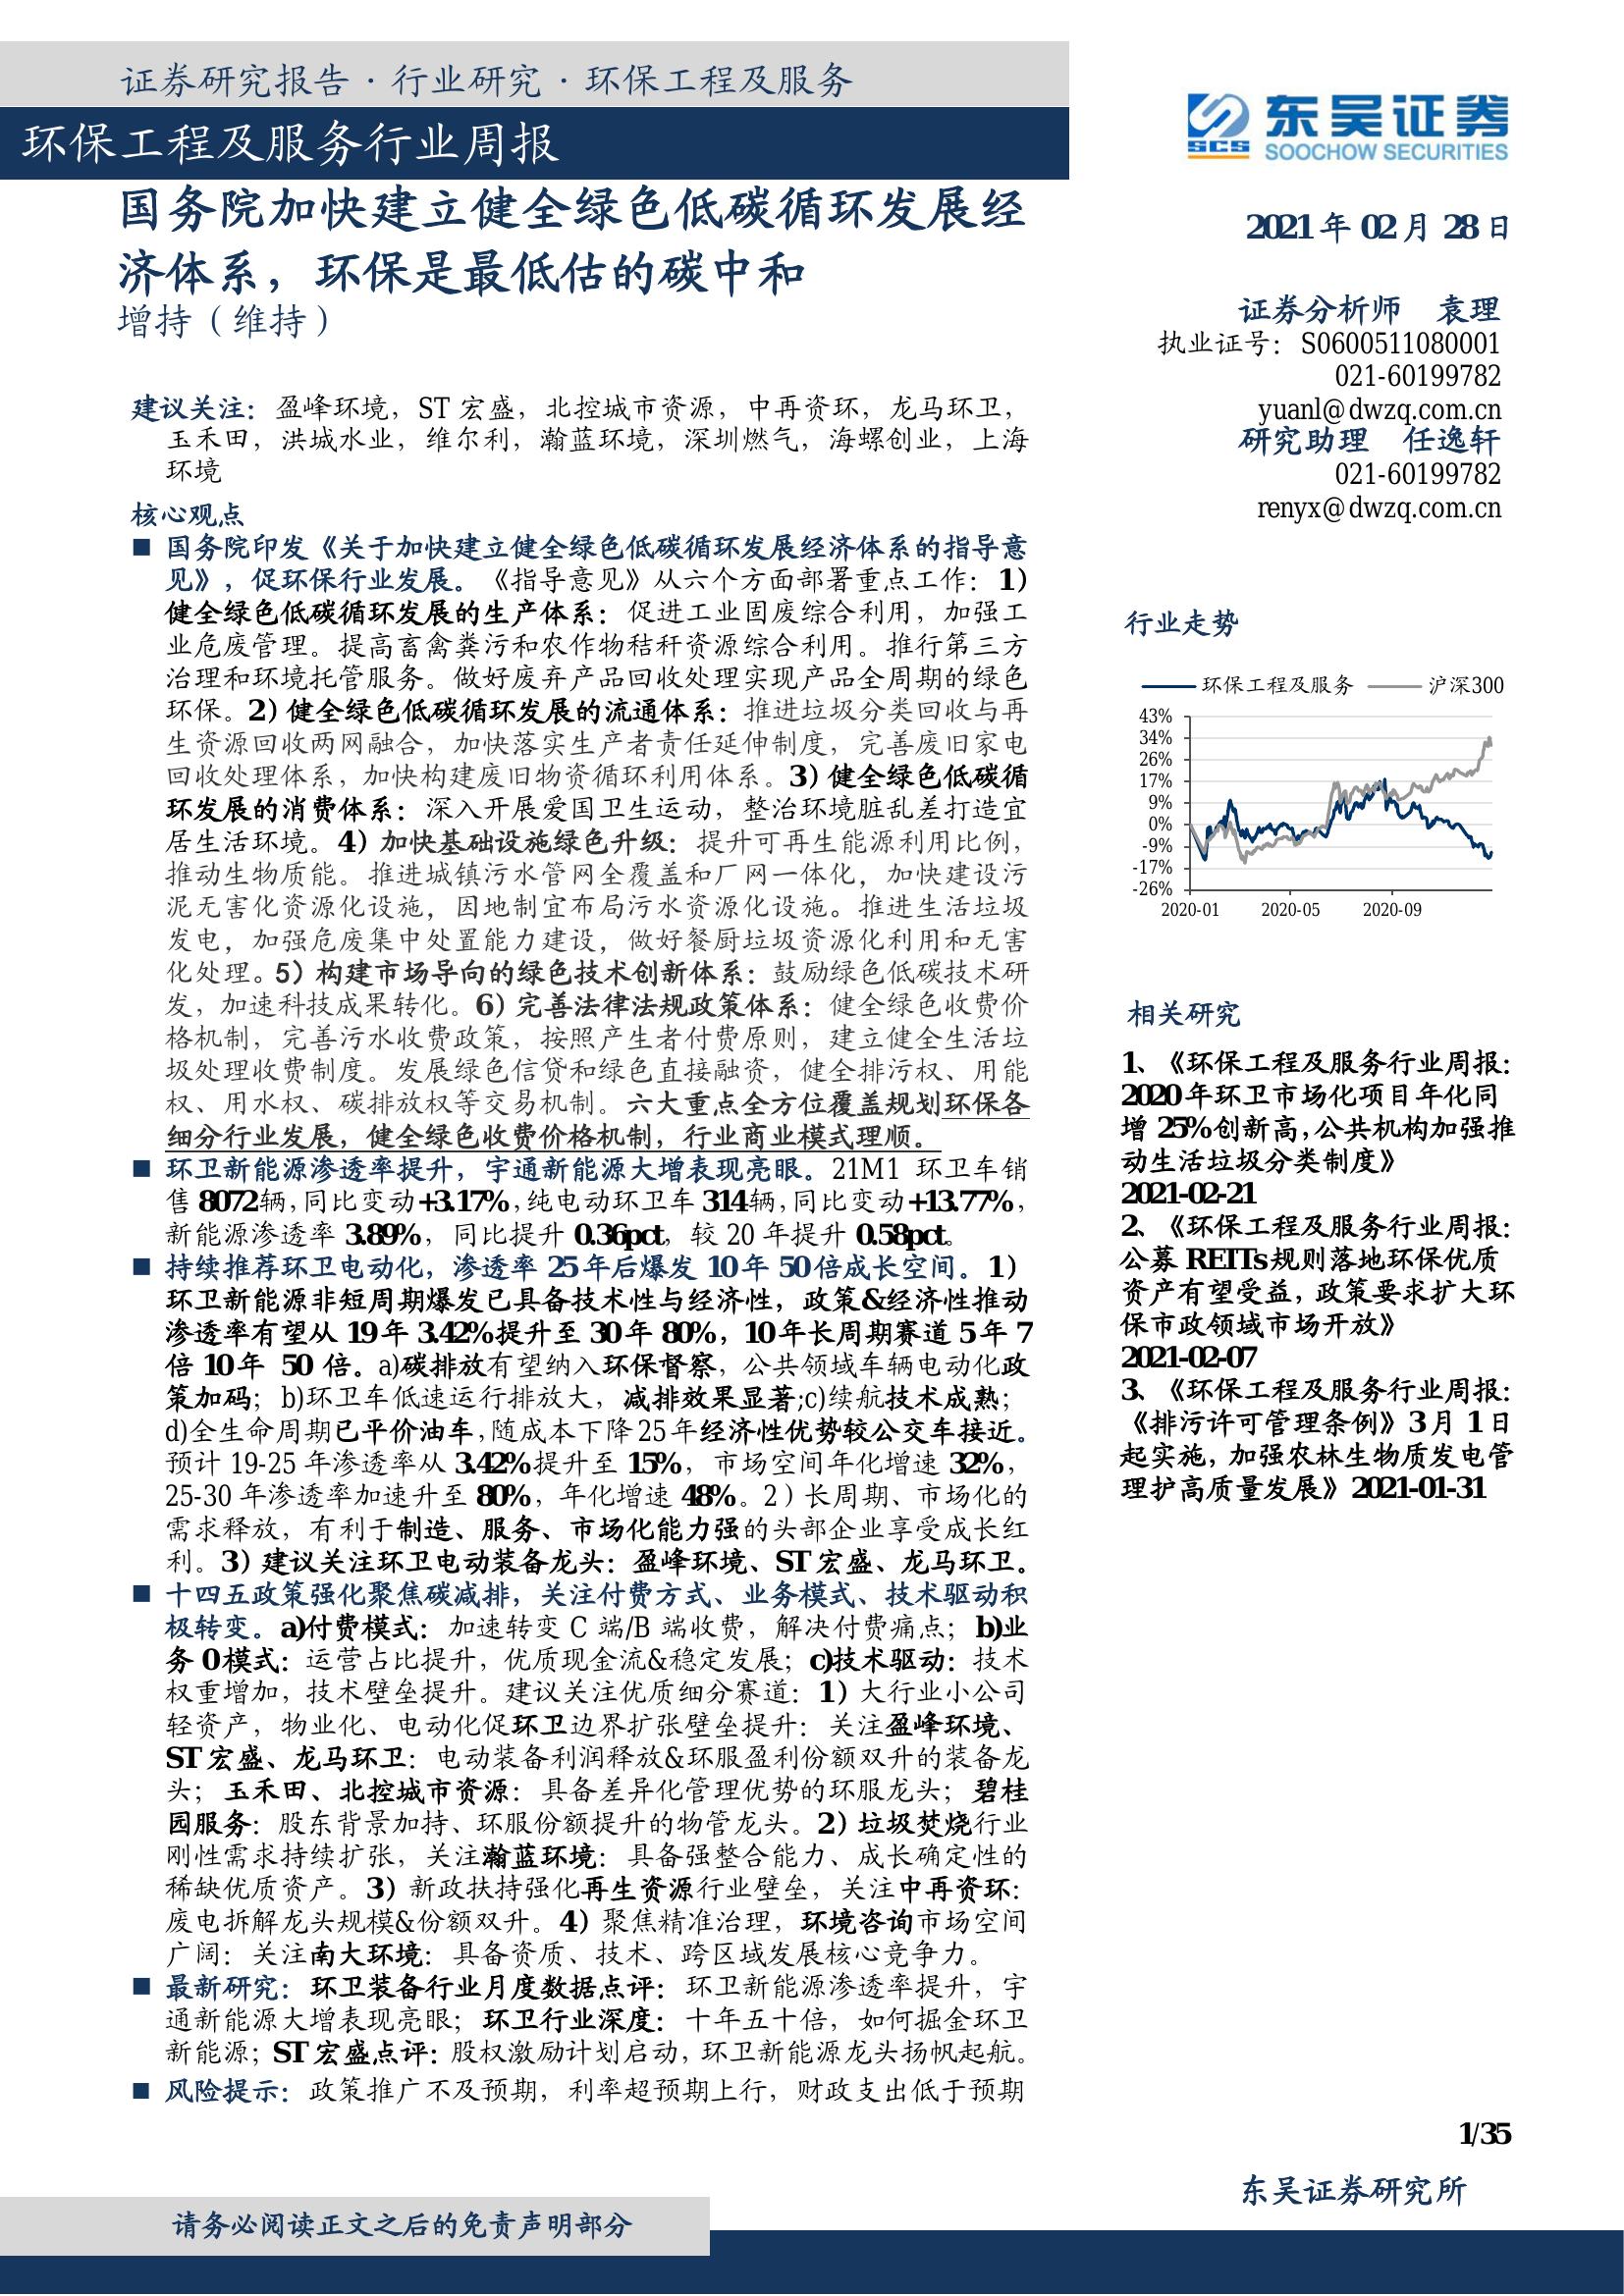 证券研究报告·行业研究·环保工程及服务
环保工程及服务行业周报
国务院加快建立健全绿色低碳循环发展经
济体系，环保是最低估的碳中和
增持（维持）
建议关注：盈峰环境，ST 宏盛，北控城市资源，中再资环，龙马环卫，
玉禾田，洪城水业，维尔利，瀚蓝环境，深圳燃气，海螺创业，上海
环境
核心观点
■ 国务院印发《关于加快建立健全绿色低碳循环发展经济体系的指导意
见》，促环保行业发展。《指导意见》从六个方面部署重点工作：1）
健全绿色低碳循环发展的生产体系：促进工业固废综合利用，加强工
业危废管理。提高畜禽粪污和农作物秸秆资源综合利用。推行第三方
治理和环境托管服务。做好废弃产品回收处理实现产品全周期的绿色
环保。2）健全绿色低碳循环发展的流通体系：推进垃圾分类回收与再
生资源回收两网融合，加快落实生产者责任延伸制度，完善废旧家电
回收处理体系，加快构建废旧物资循环利用体系。3）健全绿色低碳循
环发展的消费体系：深入开展爱国卫生运动，整治环境脏乱差打造宜
居生活环境。4）加快基础设施绿色升级：提升可再生能源利用比例，
推动生物质能。推进城镇污水管网全覆盖和厂网一体化，加快建设污
泥无害化资源化设施，因地制宜布局污水资源化设施。推进生活垃圾
发电，加强危废集中处置能力建设，做好餐厨垃圾资源化利用和无害
化处理。5）构建市场导向的绿色技术创新体系：鼓励绿色低碳技术研
发，加速科技成果转化。6）完善法律法规政策体系：健全绿色收费价
格机制，完善污水收费政策，按照产生者付费原则，建立健全生活垃
圾处理收费制度。发展绿色信贷和绿色直接融资，健全排污权、用能
权、用水权、碳排放权等交易机制。六大重点全方位覆盖规划环保各
细分行业发展，健全绿色收费价格机制，行业商业模式理顺。
■ 环卫新能源渗透率提升，宇通新能源大增表现亮眼。21M1 环卫车销
售 8072 辆，同比变动+3.17%，纯电动环卫车 314 辆，同比变动+13.77%，
新能源渗透率 3.89%，同比提升 0.36pct，较 20 年提升 0.58pct。
■ 持续推荐环卫电动化，渗透率 25 年后爆发 10 年 50 倍成长空间。1）
环卫新能源非短周期爆发已具备技术性与经济性，政策&经济性推动
渗透率有望从 19 年 3.42%提升至 30 年 80%，10 年长周期赛道 5 年 7
倍 10 年 50 倍。a)碳排放有望纳入环保督察，公共领域车辆电动化政
策加码；b)环卫车低速运行排放大，减排效果显著;c)续航技术成熟；
d)全生命周期已平价油车，随成本下降 25 年经济性优势较公交车接近。
预计 19-25 年渗透率从 3.42%提升至 15%，市场空间年化增速 32%，
25-30 年渗透率加速升至 80%，年化增速 48%。2）长周期、市场化的
需求释放，有利于制造、服务、市场化能力强的头部企业享受成长红
利。3）建议关注环卫电动装备龙头：盈峰环境、ST 宏盛、龙马环卫。
■ 十四五政策强化聚焦碳减排，关注付费方式、业务模式、技术驱动积
极转变。a)付费模式：加速转变 C 端/B 端收费，解决付费痛点；b)业
务 0 模式：运营占比提升，优质现金流&稳定发展；c)技术驱动：技术
权重增加，技术壁垒提升。建议关注优质细分赛道：1）大行业小公司
轻资产，物业化、电动化促环卫边界扩张壁垒提升：关注盈峰环境、
ST 宏盛、龙马环卫：电动装备利润释放&环服盈利份额双升的装备龙
头；玉禾田、北控城市资源：具备差异化管理优势的环服龙头；碧桂
园服务：股东背景加持、环服份额提升的物管龙头。2）垃圾焚烧行业
刚性需求持续扩张，关注瀚蓝环境：具备强整合能力、成长确定性的
稀缺优质资产。3）新政扶持强化再生资源行业壁垒，关注中再资环：
废电拆解龙头规模&份额双升。4）聚焦精准治理，环境咨询市场空间
广阔：关注南大环境：具备资质、技术、跨区域发展核心竞争力。
■ 最新研究：环卫装备行业月度数据点评：环卫新能源渗透率提升，宇
通新能源大增表现亮眼；环卫行业深度：十年五十倍，如何掘金环卫
新能源；ST 宏盛点评：股权激励计划启动，环卫新能源龙头扬帆起航。
■ 风险提示：政策推广不及预期，利率超预期上行，财政支出低于预期
SCS 东吴证券
SOOCHOW SECURITIES
2021 年 02 月 28 日
证券分析师 袁理
执业证号：S0600511080001
021-60199782
yuanl@dwzq.com.cn
研究助理 任逸轩
021-60199782
renyx@dwzq.com.cn
行业走势
环保工程及服务 沪深300
43%
34%
26%
17%
9%
0%
-9%
-17%
-26%
2020-01 2020-05 2020-09
相关研究
1、《环保工程及服务行业周报：
2020 年环卫市场化项目年化同
增 25%创新高，公共机构加强推
动生活垃圾分类制度》
2021-02-21
2、《环保工程及服务行业周报：
公募 REITs 规则落地环保优质
资产有望受益，政策要求扩大环
保市政领域市场开放》
2021-02-07
3、《环保工程及服务行业周报：
《排污许可管理条例》3 月 1 日
起实施，加强农林生物质发电管
理护高质量发展》2021-01-31
1/35
东吴证券研究所
请务必阅读正文之后的免责声明部分